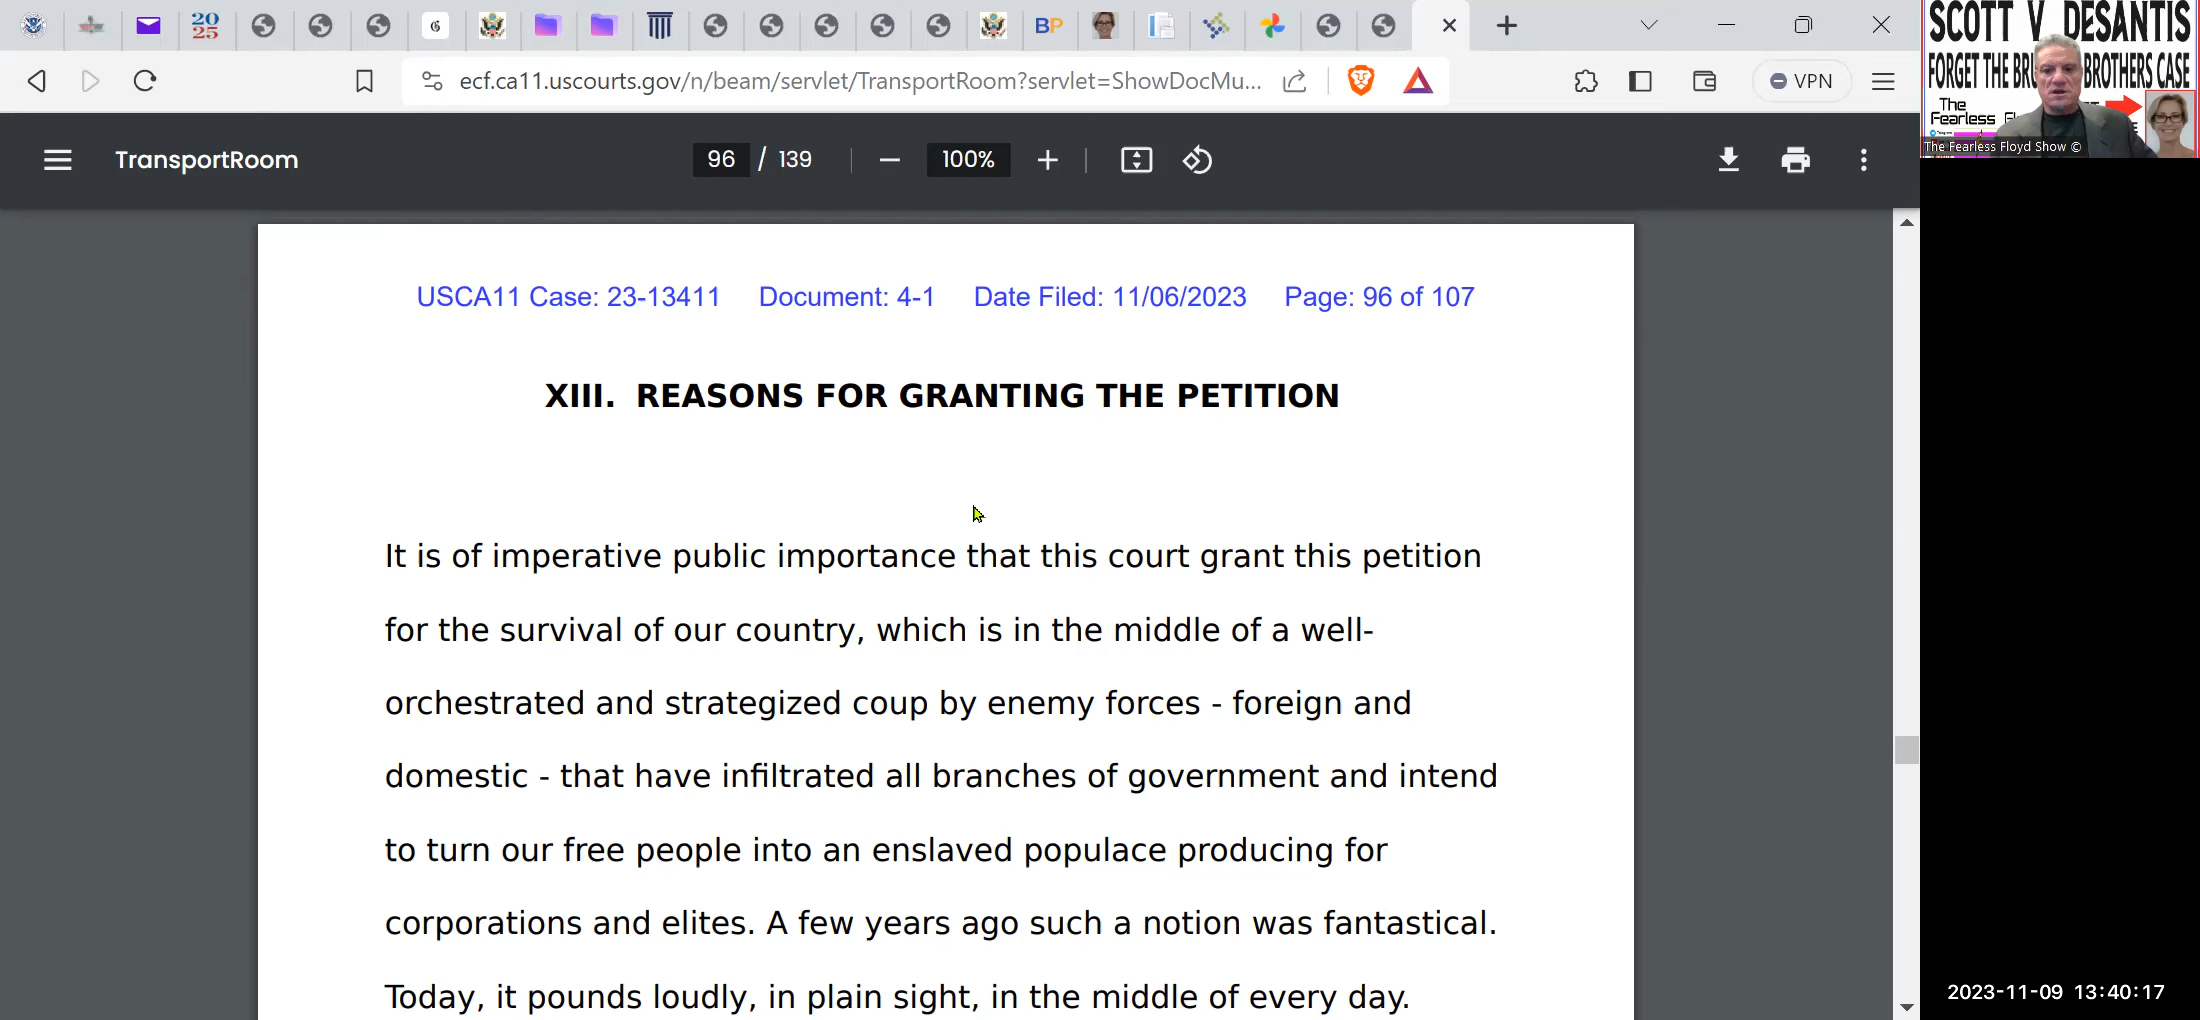 20
25
BP
ecf.ca11.uscourts.gov/n/beam/servlet/TransportRoom?servlet=ShowDocMu...
VPN
TransportRoom
96 / 139
100%
USCA11 Case: 23-13411 Document: 4-1 Date Filed: 11/06/2023 Page: 96 of 107
XIII. REASONS FOR GRANTING THE PETITION
It is of imperative public importance that this court grant this petition
for the survival of our country, which is in the middle of a well-
orchestrated and strategized coup by enemy forces - foreign and
domestic - that have infiltrated all branches of government and intend
to turn our free people into an enslaved populace producing for
corporations and elites. A few years ago such a notion was fantastical.
Today, it pounds loudly, in plain sight, in the middle of every day.
SCOTT V DESANTIS
FORGET THE BROTHERS CASE
The
Fearless
The Fearless Floyd Show ©
2023-11-09 13:40:17